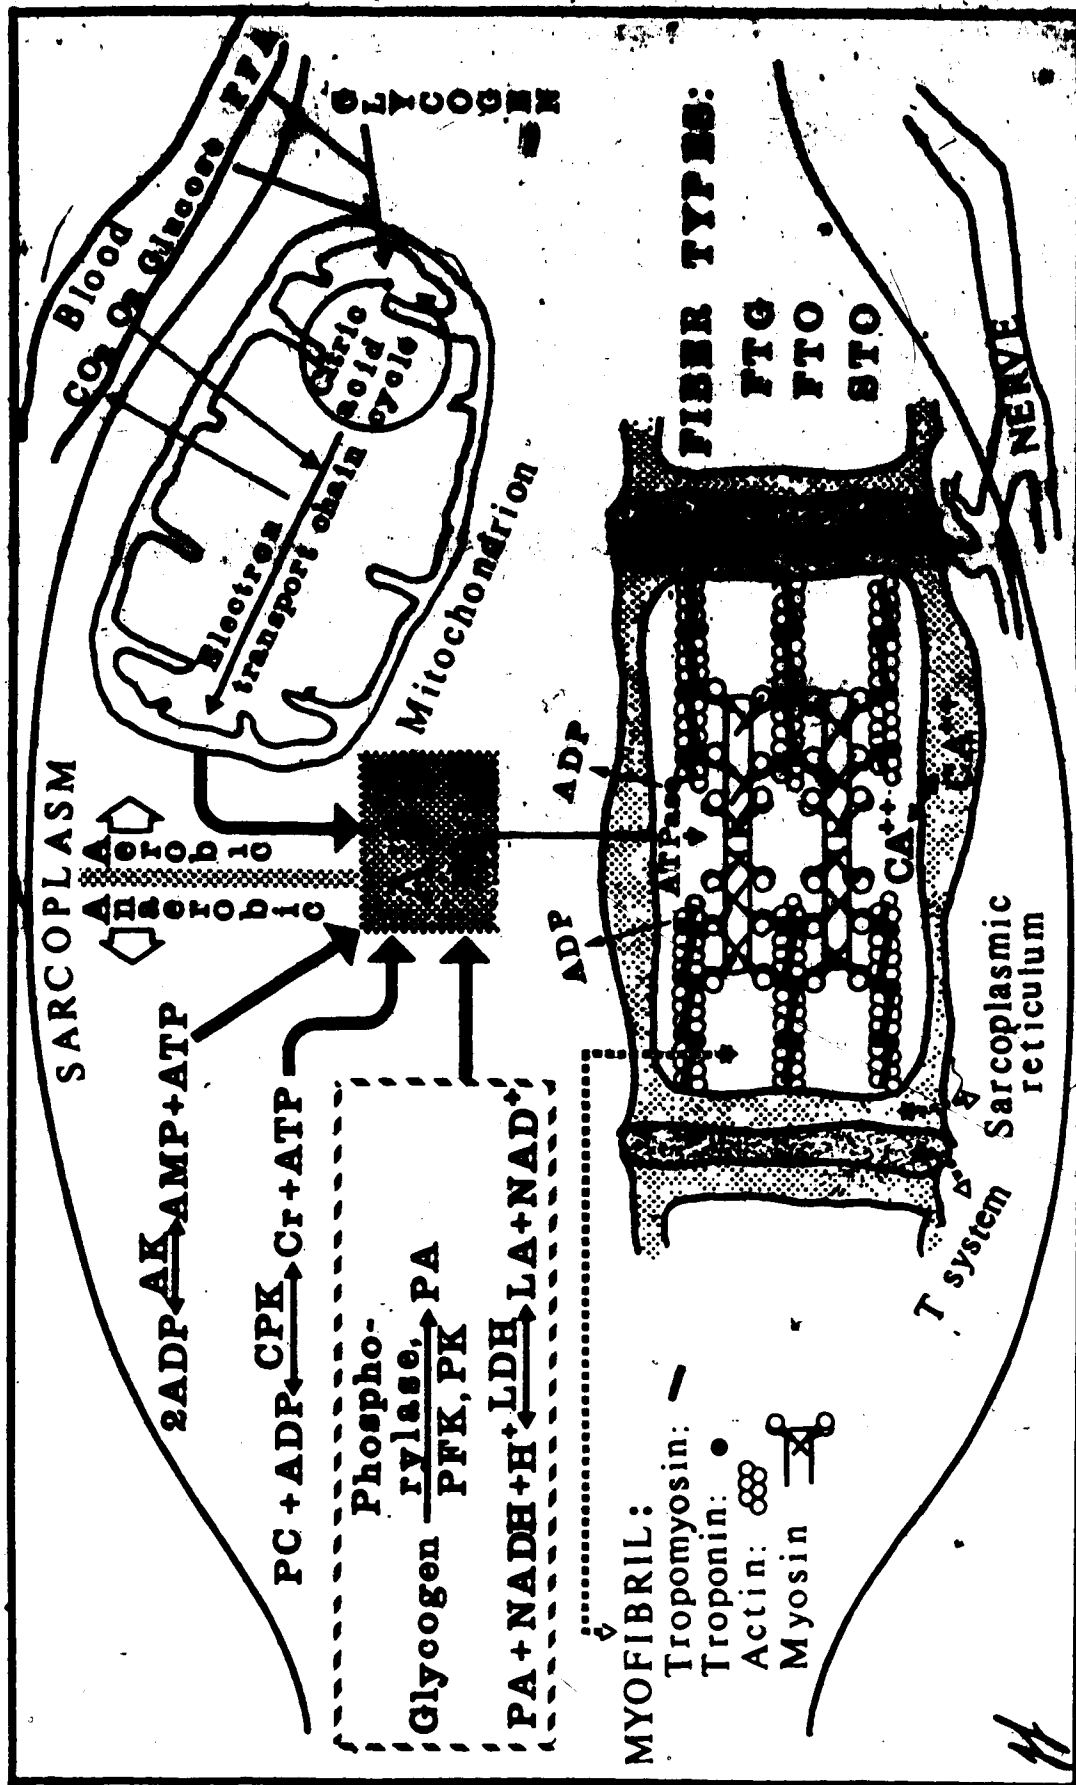 SARCOPLASM
Anaerobic
Aerobic
2ADP AK AMP+ATP
PC+ADP CPK Cr+ATP
Phospho-
rylase,
Glycogen PA
PFK, PK
PA+NADH+H+ LDH LA+NAD+
Blood
CO2 O2 Glucose FFA
GLYCOGEN
Citric
acid
cycle
Electron
transport chain
Mitochondrion
ADP
ADP
ATPase
CA++
CA++
FIBER TYPES:
FTG
FTO
STO
NERVE
Sarcoplasmic
reticulum
T system
MYOFIBRIL:
Tropomyosin:
Troponin:
Actin:
Myosin